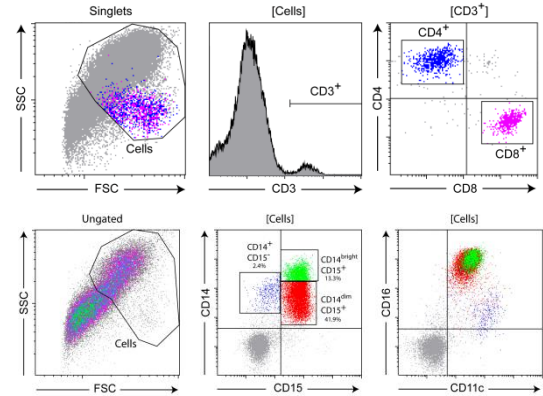 Singlets
[Cells]
[CD3+]
SSC
Cells
FSC
CD3+
CD3
CD4+
CD4
CD8+
CD8
Ungated
[Cells]
[Cells]
SSC
Cells
FSC
CD14+
CD15-
2.4%
CD14bright
CD15+
13.3%
CD14dim
CD15+
41.9%
CD14
CD15
CD16
CD11c